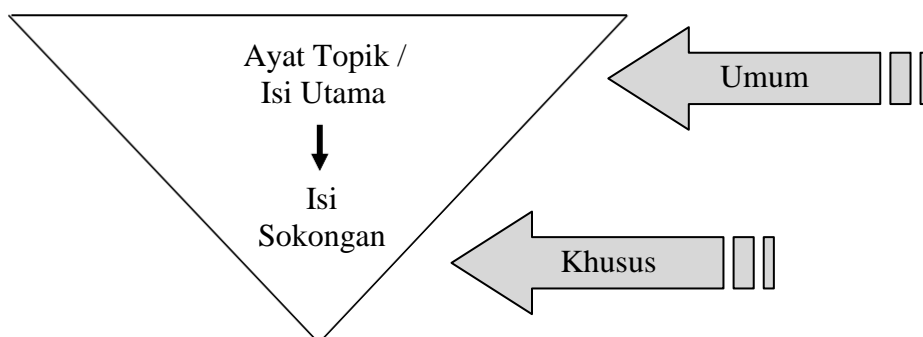 Ayat Topik /
Isi Utama
Umum
Isi
Sokongan
Khusus